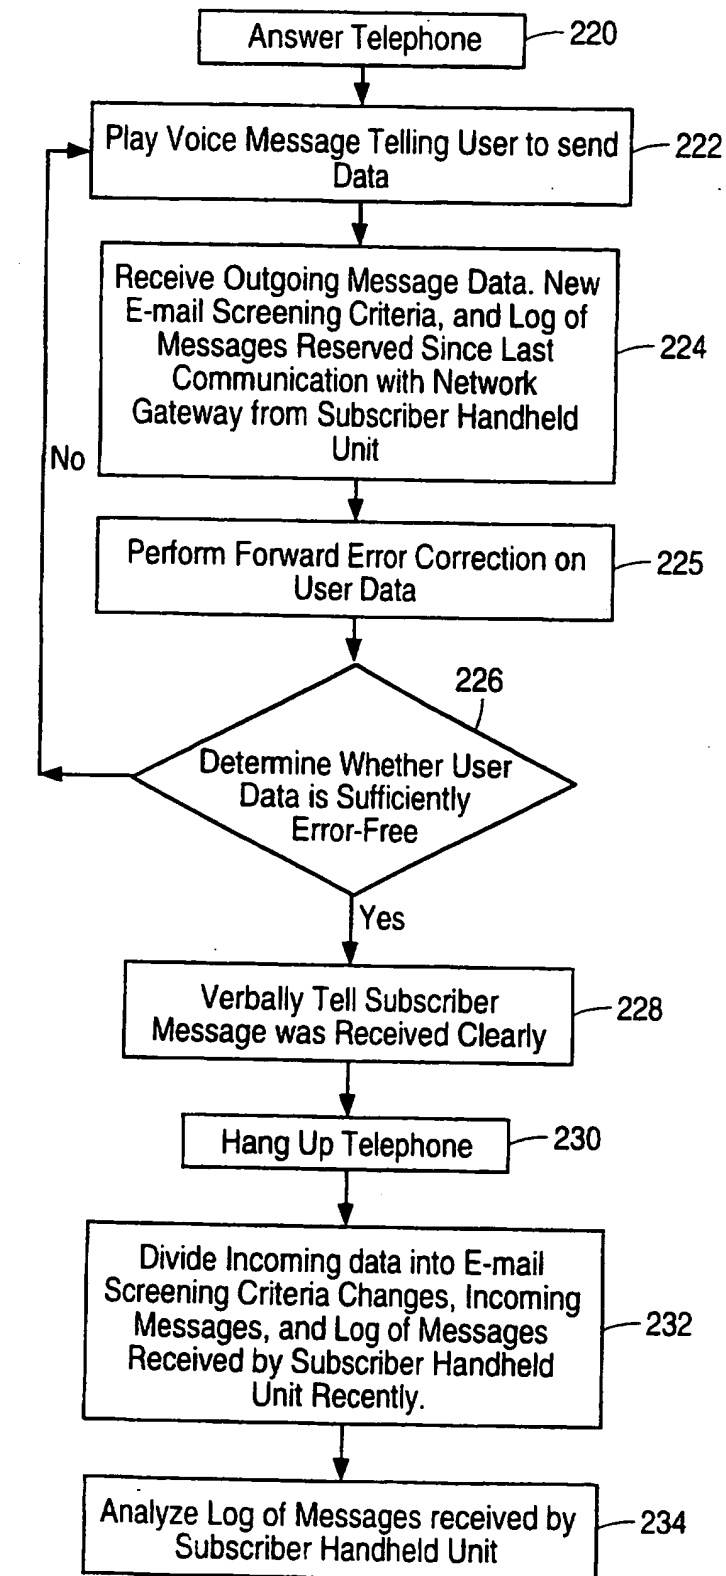 Answer Telephone
220
Play Voice Message Telling User to send
Data
222
Receive Outgoing Message Data. New
E-mail Screening Criteria, and Log of
Messages Reserved Since Last
Communication with Network
Gateway from Subscriber Handheld
Unit
224
No
Perform Forward Error Correction on
User Data
225
226
Determine Whether User
Data is Sufficiently
Error-Free
Yes
Verbally Tell Subscriber
Message was Received Clearly
228
Hang Up Telephone
230
Divide Incoming data into E-mail
Screening Criteria Changes, Incoming
Messages, and Log of Messages
Received by Subscriber Handheld
Unit Recently.
232
Analyze Log of Messages received by
Subscriber Handheld Unit
234